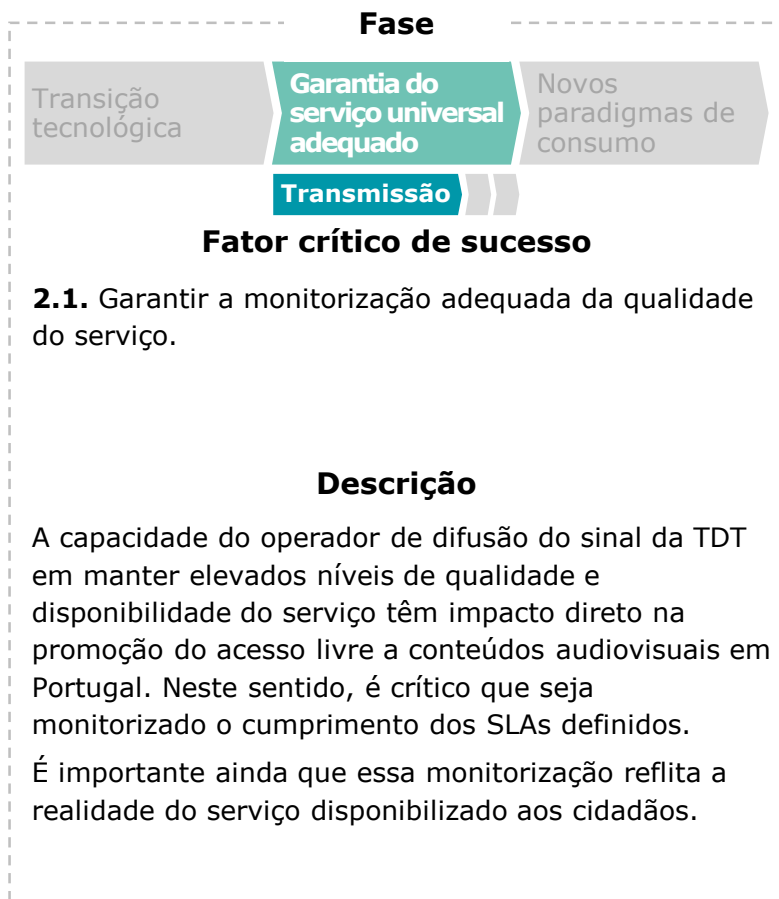 Fase
Transição
tecnológica
Garantia do
serviço universal
adequado
Novos
paradigmas de
consumo
Transmissão
Fator crítico de sucesso
2.1. Garantir a monitorização adequada da qualidade
do serviço.
Descrição
A capacidade do operador de difusão do sinal da TDT
em manter elevados níveis de qualidade e
disponibilidade do serviço têm impacto direto na
promoção do acesso livre a conteúdos audiovisuais em
Portugal. Neste sentido, é crítico que seja
monitorizado o cumprimento dos SLAs definidos.
É importante ainda que essa monitorização reflita a
realidade do serviço disponibilizado aos cidadãos.